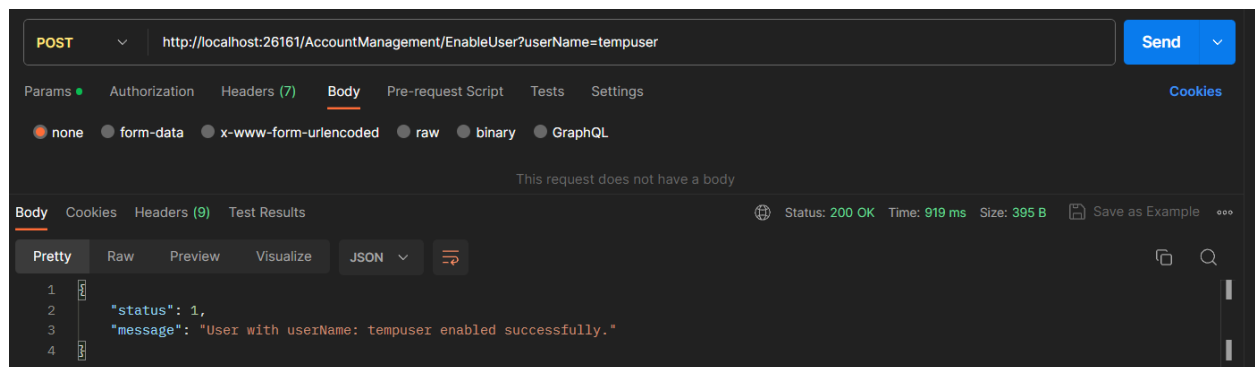 POST http://localhost:26161/AccountManagement/EnableUser?userName=tempuser Send
Params Authorization Headers (7) Body Pre-request Script Tests Settings Cookies
none form-data x-www-form-urlencoded raw binary GraphQL
This request does not have a body
Body Cookies Headers (9) Test Results Status: 200 OK Time: 919 ms Size: 395 B Save as Example
Pretty Raw Preview Visualize JSON
1 {
2 "status": 1,
3 "message": "User with userName: tempuser enabled successfully."
4 }